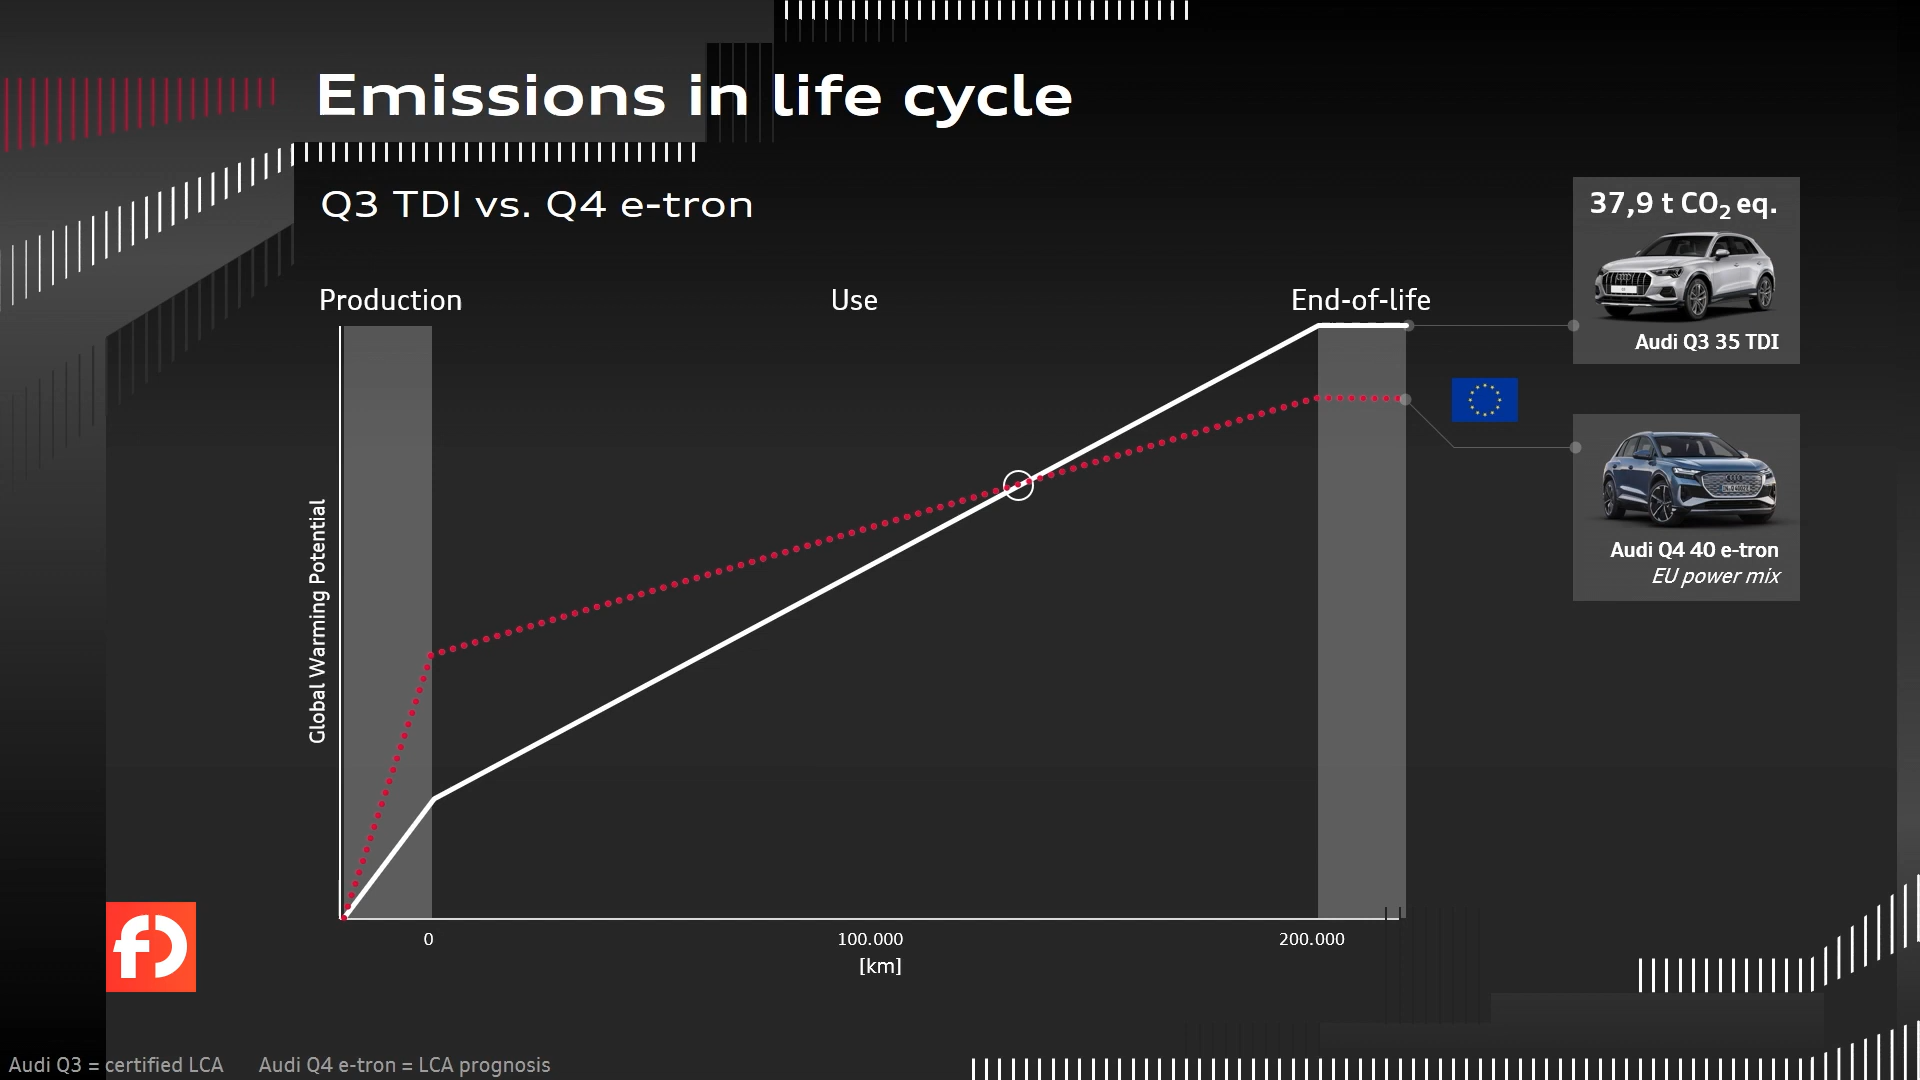 Emissions in life cycle
Q3 TDI vs. Q4 e-tron
37,9 t CO₂ eq.
Audi Q3 35 TDI
Production
Use
End-of-life
Audi Q4 40 e-tron
EU power mix
Global Warming Potential
0
100.000
200.000
[km]
Audi Q3 = certified LCA
Audi Q4 e-tron = LCA prognosis